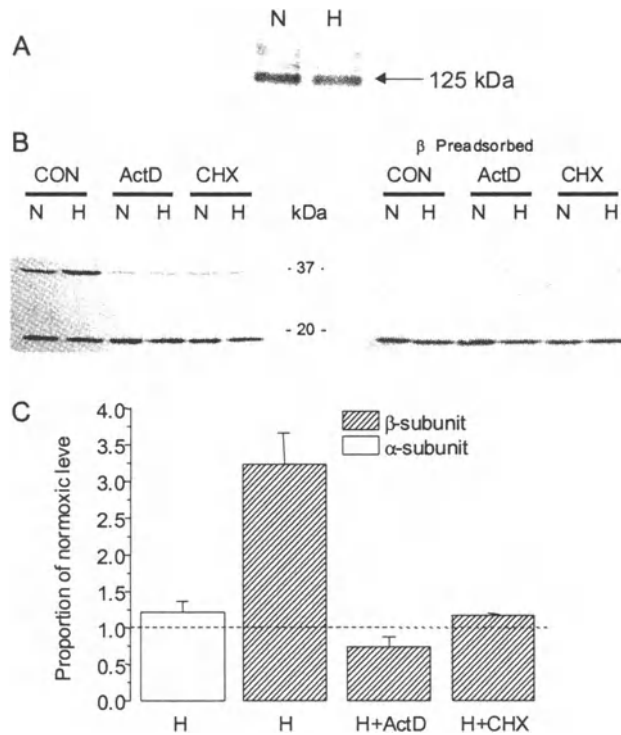 A
N H
125 kDa
B
β Preadsorbed
CON ActD CHX CON ActD CHX
N H N H N H kDa N H N H N H
- 37 -
- 20 -
C
Proportion of normoxic level
4.0
3.5
3.0
2.5
2.0
1.5
1.0
0.5
0.0
β-subunit
α-subunit
H H H+ActD H+CHX